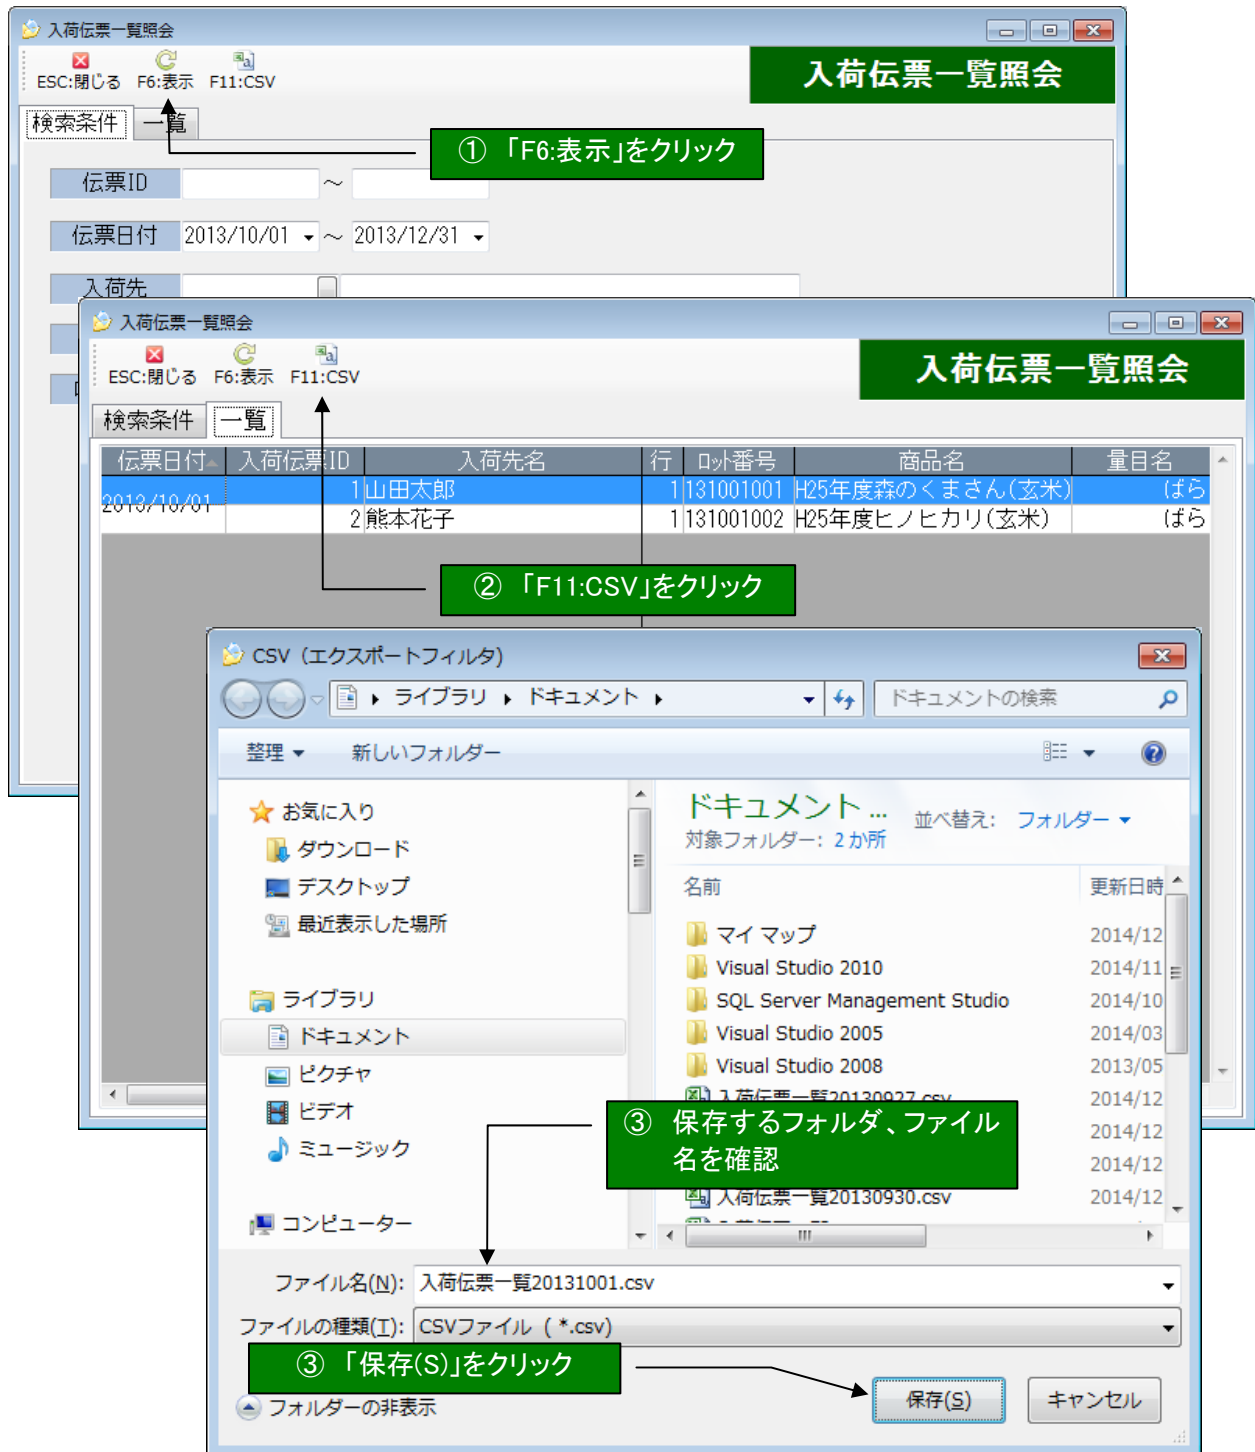 入荷伝票一覧照会
ESC:閉じる F6:表示 F11:CSV
入荷伝票一覧照会
検索条件 一覧
① 「F6:表示」をクリック
伝票ID ～
伝票日付 2013/10/01 ～ 2013/12/31
入荷先
入荷伝票一覧照会
ESC:閉じる F6:表示 F11:CSV
入荷伝票一覧照会
検索条件 一覧
伝票日付 入荷伝票ID 入荷先名 行 ﾛｯﾄ番号 商品名 量目名
2013/10/01 1 山田太郎 1 131001001 H25年度森のくまさん(玄米) ばら
2 熊本花子 1 131001002 H25年度ヒノヒカリ(玄米) ばら
② 「F11:CSV」をクリック
CSV（エクスポートフィルタ）
ライブラリ ドキュメント
ドキュメントの検索
整理 新しいフォルダー
お気に入り
ダウンロード
デスクトップ
最近表示した場所
ライブラリ
ドキュメント
ピクチャ
ビデオ
ミュージック
コンピューター
ドキュメント ...
並べ替え: フォルダー
対象フォルダー: 2 か所
名前 更新日時
マイ マップ 2014/12
Visual Studio 2010 2014/11
SQL Server Management Studio 2014/10
Visual Studio 2005 2014/03
Visual Studio 2008 2013/05
入荷伝票一覧20130927.csv 2014/12
2014/12
2014/12
入荷伝票一覧20130930.csv 2014/12
③ 保存するフォルダ、ファイル
名を確認
ファイル名(N): 入荷伝票一覧20131001.csv
ファイルの種類(T): CSVファイル ( *.csv)
③ 「保存(S)」をクリック
フォルダーの非表示
保存(S) キャンセル